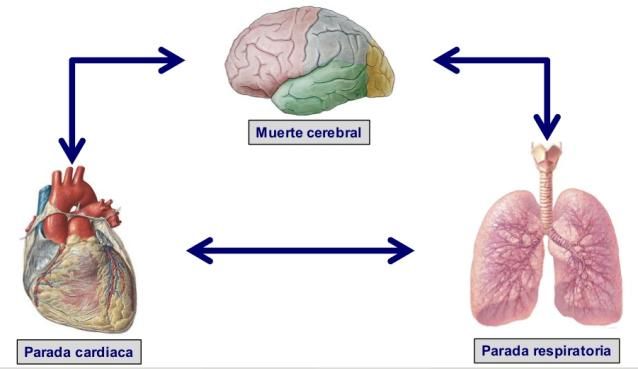 Muerte cerebral
Parada cardiaca
Parada respiratoria